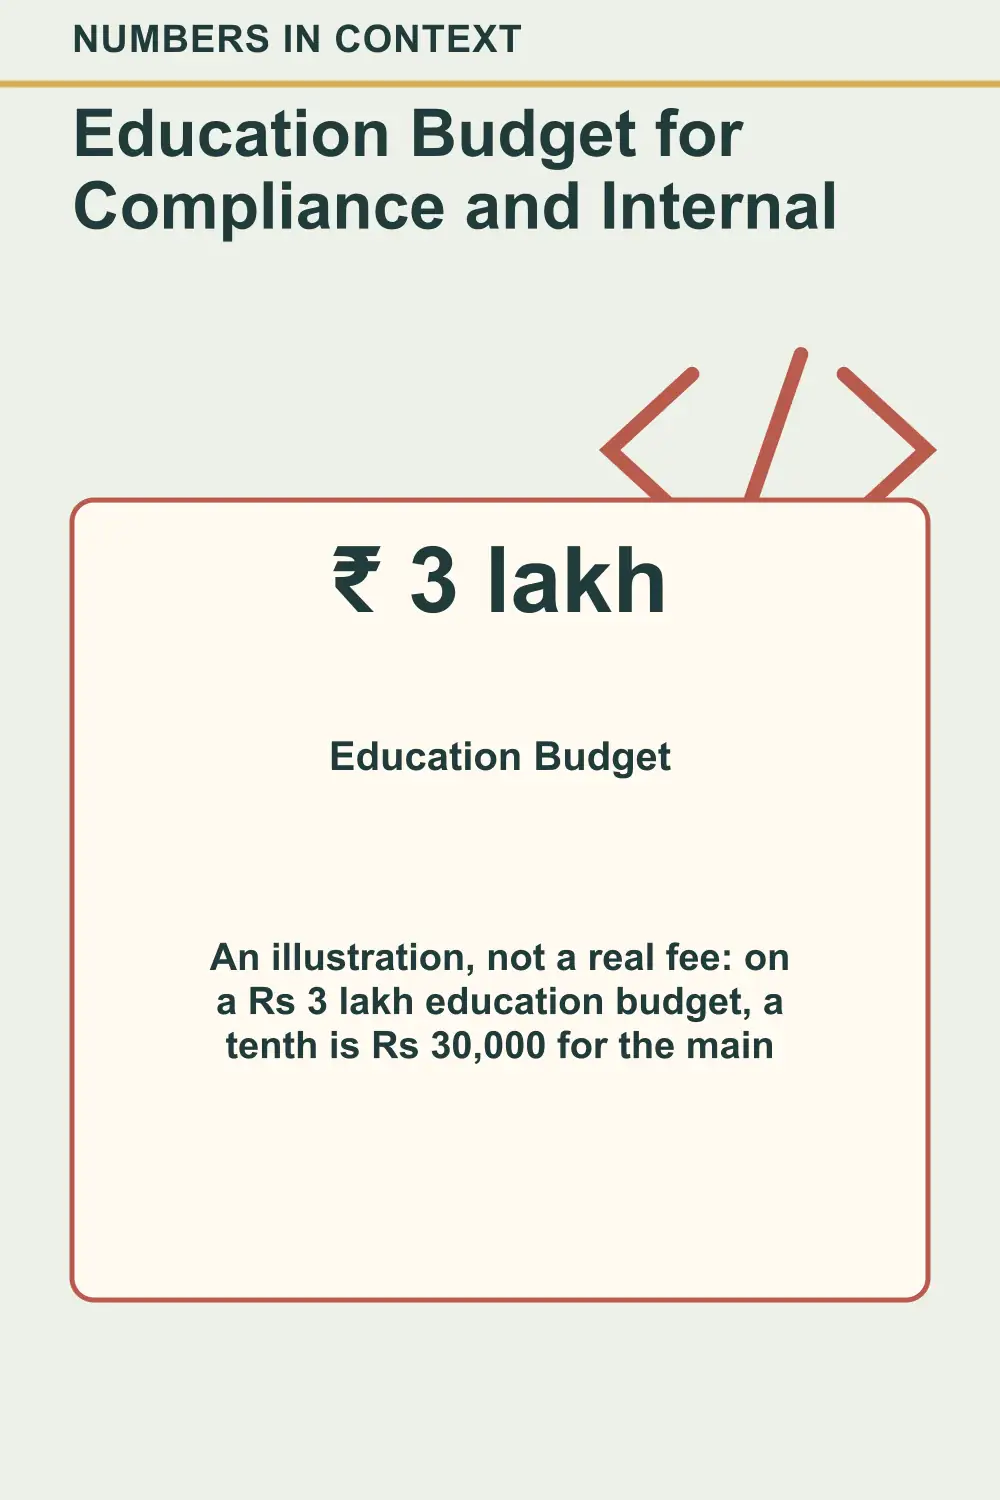 NUMBERS IN CONTEXT
Education Budget for
Compliance and Internal
₹ 3 lakh
Education Budget
An illustration, not a real fee: on
a Rs 3 lakh education budget, a
tenth is Rs 30,000 for the main